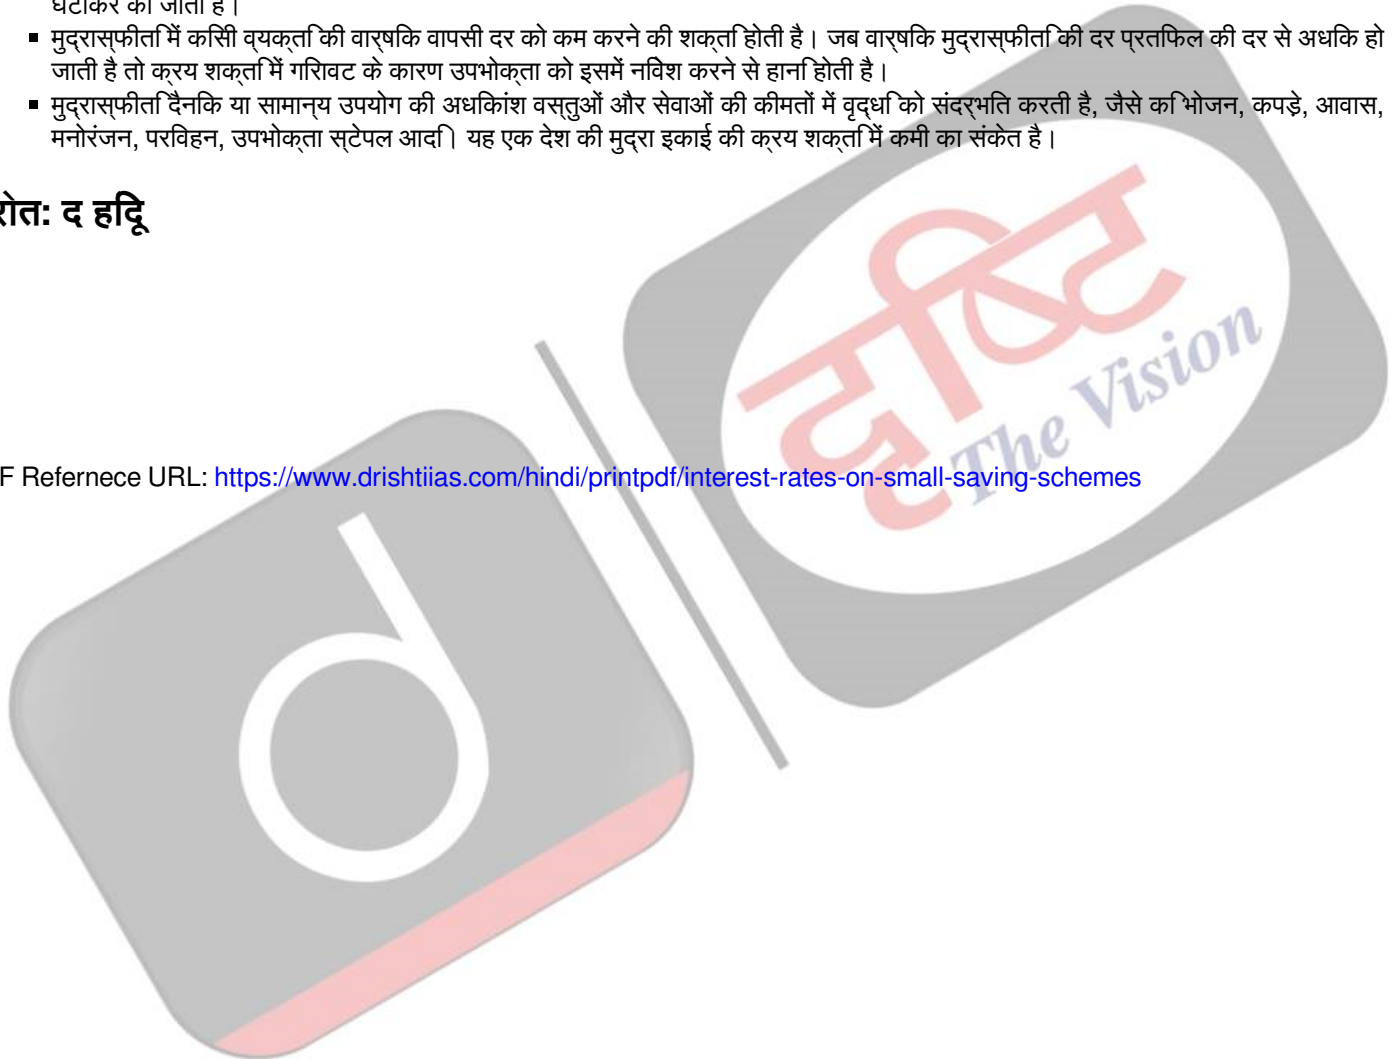 घटाकर की जाती है।
▪ मुद्रास्फीति में किसी व्यक्ति की वार्षिक वापसी दर को कम करने की शक्ति होती है। जब वार्षिक मुद्रास्फीति की दर प्रतिफल की दर से अधिक हो
जाती है तो क्रय शक्ति में गिरावट के कारण उपभोक्ता को इसमें निवेश करने से हानि होती है।
▪ मुद्रास्फीति दैनिक या सामान्य उपयोग की अधिकांश वस्तुओं और सेवाओं की कीमतों में वृद्धि को संदर्भित करती है, जैसे कि भोजन, कपड़े, आवास,
मनोरंजन, परिवहन, उपभोक्ता स्टेपल आदि। यह एक देश की मुद्रा इकाई की क्रय शक्ति में कमी का संकेत है।
रोत: द हिंदू
दृष्टि
The Vision
F Refernece URL: https://www.drishtiias.com/hindi/printpdf/interest-rates-on-small-saving-schemes
d